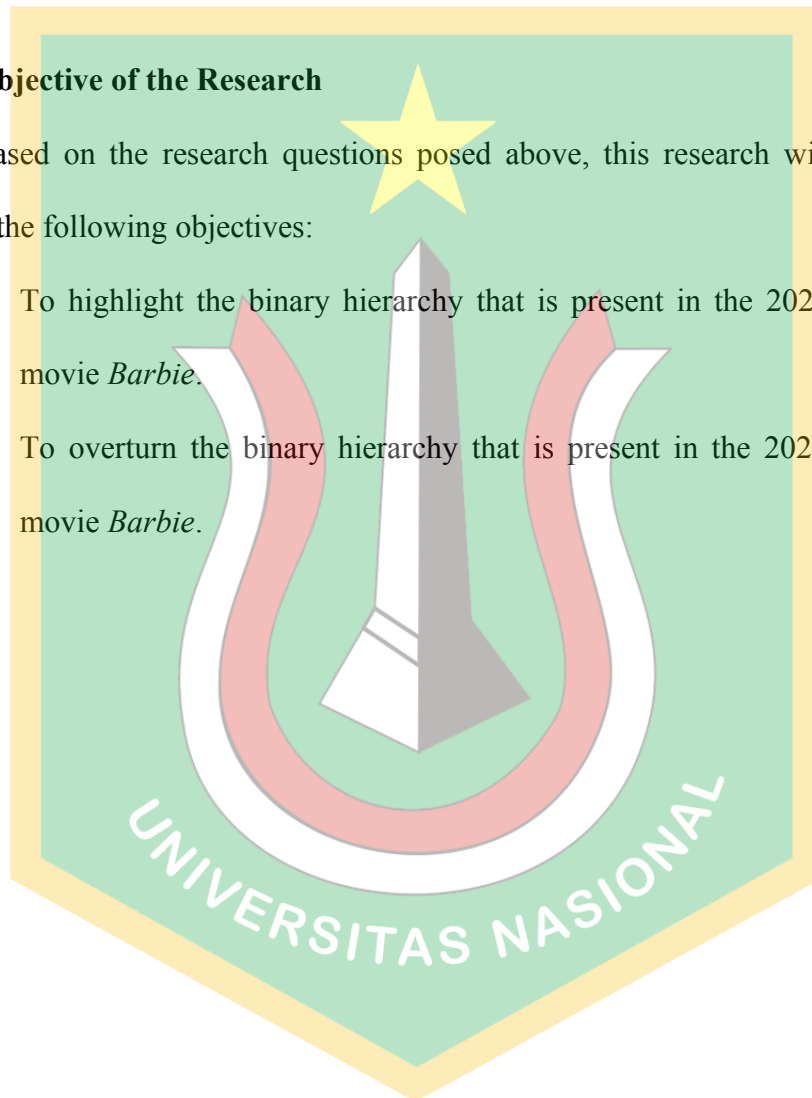 bjective of the Research
ased on the research questions posed above, this research wi
the following objectives:
To highlight the binary hierarchy that is present in the 202
movie Barbie.
To overturn the binary hierarchy that is present in the 202
movie Barbie.
UNIVERSITAS NASIONAL